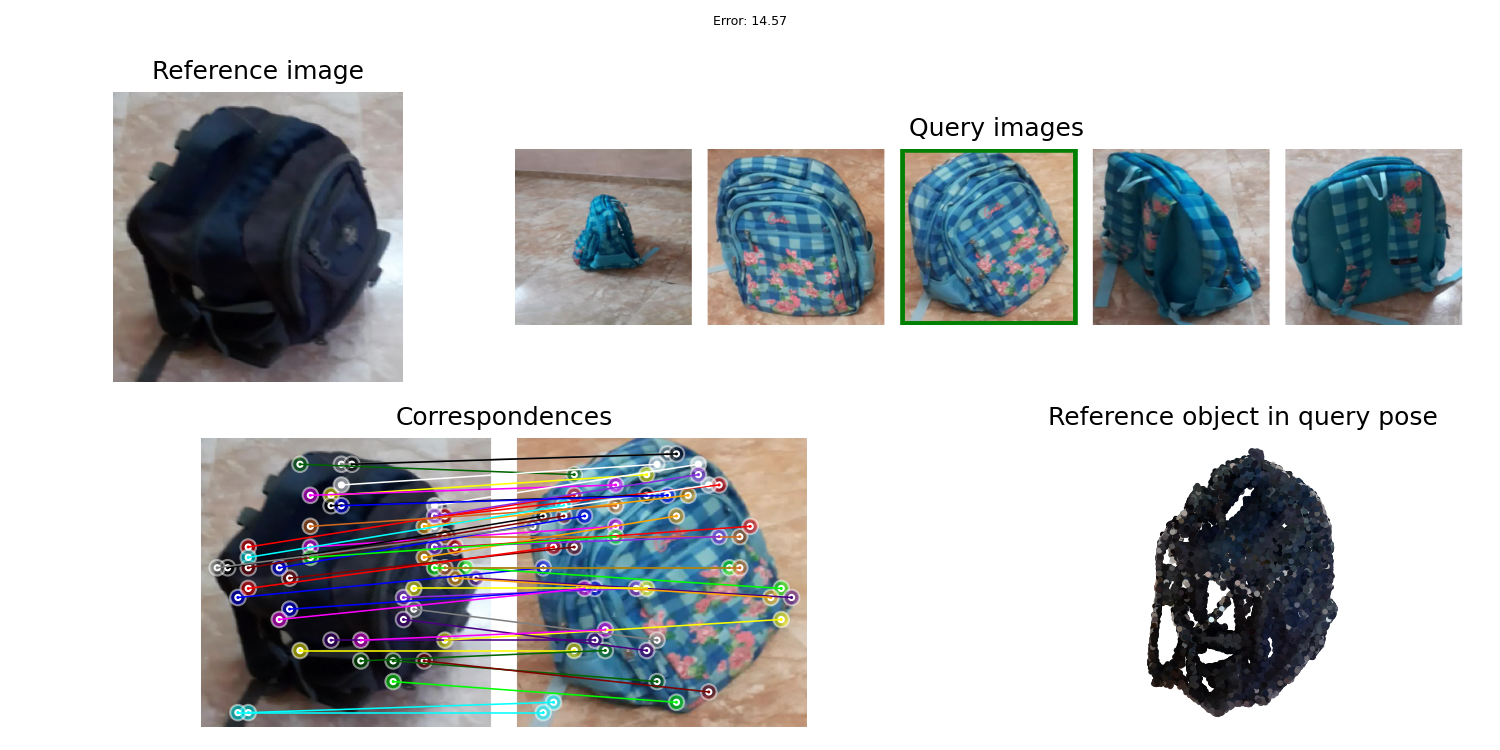 Error: 14.57
Reference image
Query images
Correspondences
Reference object in query pose